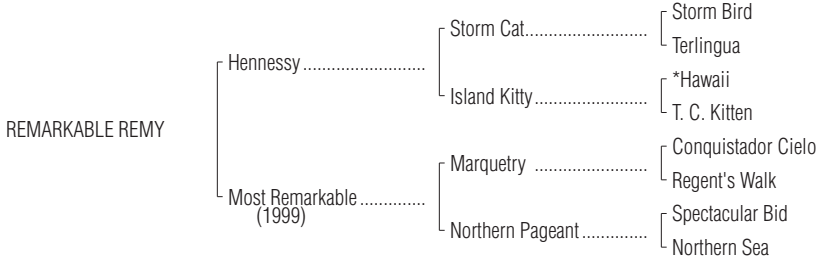 Storm Bird
Storm Cat..........................
Terlingua
Hennessy ..........................
*Hawaii
Island Kitty........................
T. C. Kitten
REMARKABLE REMY
Conquistador Cielo
Marquetry ........................
Regent's Walk
Most Remarkable ..............
(1999)
Spectacular Bid
Northern Pageant..............
Northern Sea